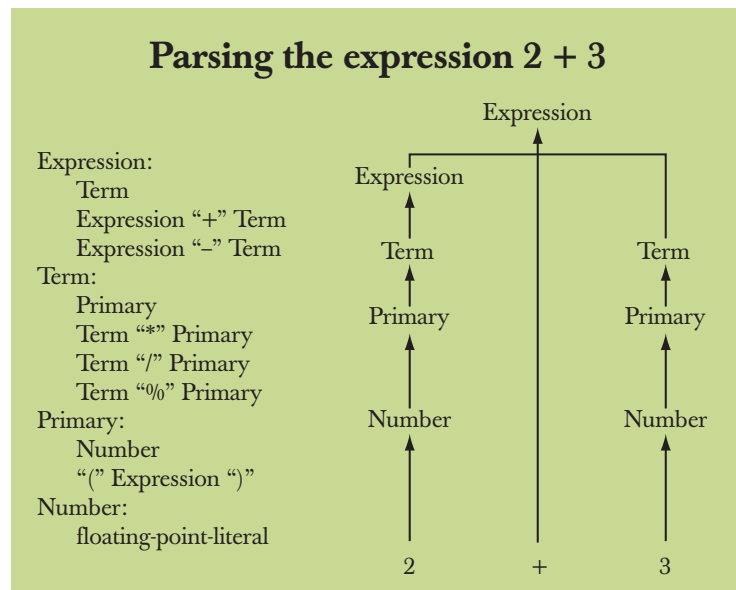 Parsing the expression 2 + 3
Expression:
Term
Expression “+” Term
Expression “–” Term
Term:
Primary
Term “*” Primary
Term “/” Primary
Term “%” Primary
Primary:
Number
“(” Expression “)”
Number:
floating-point-literal
Expression
Expression
Term Term
Primary Primary
Number Number
2 + 3